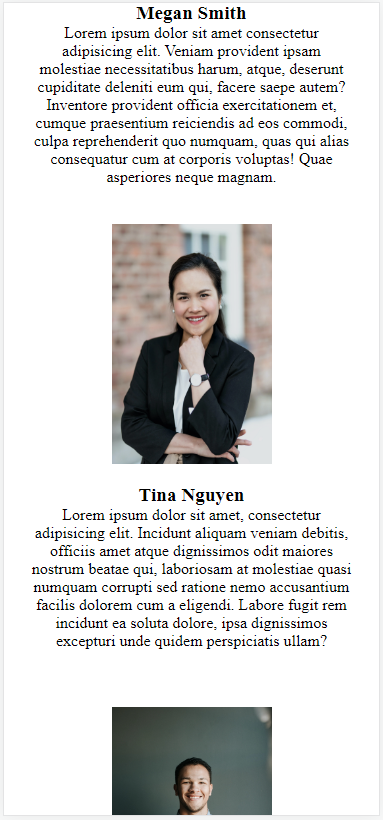 Megan Smith
Lorem ipsum dolor sit amet consectetur
adipisicing elit. Veniam provident ipsam
molestiae necessitatibus harum, atque, deserunt
cupiditate deleniti eum qui, facere saepe autem?
Inventore provident officia exercitationem et,
cumque praesentium reiciendis ad eos commodi,
culpa reprehenderit quo numquam, quas qui alias
consequatur cum at corporis voluptas! Quae
asperiores neque magnam.
Tina Nguyen
Lorem ipsum dolor sit amet, consectetur
adipisicing elit. Incidunt aliquam veniam debitis,
officiis amet atque dignissimos odit maiores
nostrum beatae qui, laboriosam at molestiae quasi
numquam corrupti sed ratione nemo accusantium
facilis dolorem cum a eligendi. Labore fugit rem
incidunt ea soluta dolore, ipsa dignissimos
excepturi unde quidem perspiciatis ullam?